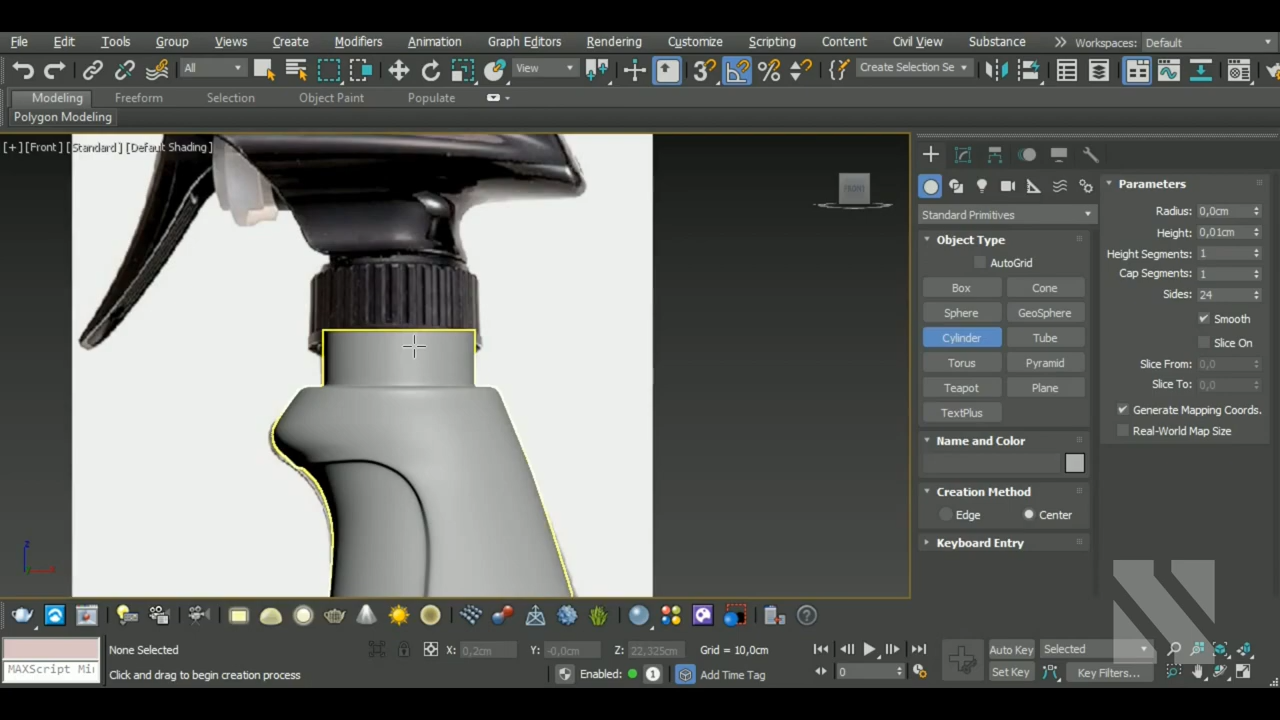 File Edit Tools Group Views Create Modifiers Animation Graph Editors Rendering Customize Scripting Content Civil View Substance Workspaces: Default
All View Create Selection Se
Modeling Freeform Selection Object Paint Populate
Polygon Modeling
[+] [Front] [Standard] [Default Shading]
FRONT
Standard Primitives
Object Type
AutoGrid
Box Cone
Sphere GeoSphere
Cylinder Tube
Torus Pyramid
Teapot Plane
TextPlus
Name and Color
Creation Method
Edge Center
Keyboard Entry
Parameters
Radius: 0,0cm
Height: 0,01cm
Height Segments: 1
Cap Segments: 1
Sides: 24
Smooth
Slice On
Slice From: 0,0
Slice To: 0,0
Generate Mapping Coords.
Real-World Map Size
None Selected X: 0,2cm Y: -0,0cm Z: 22,325cm Grid = 10,0cm Auto Key Selected
MAXScript Mi Click and drag to begin creation process Enabled: 1 Add Time Tag 0 Set Key Key Filters...